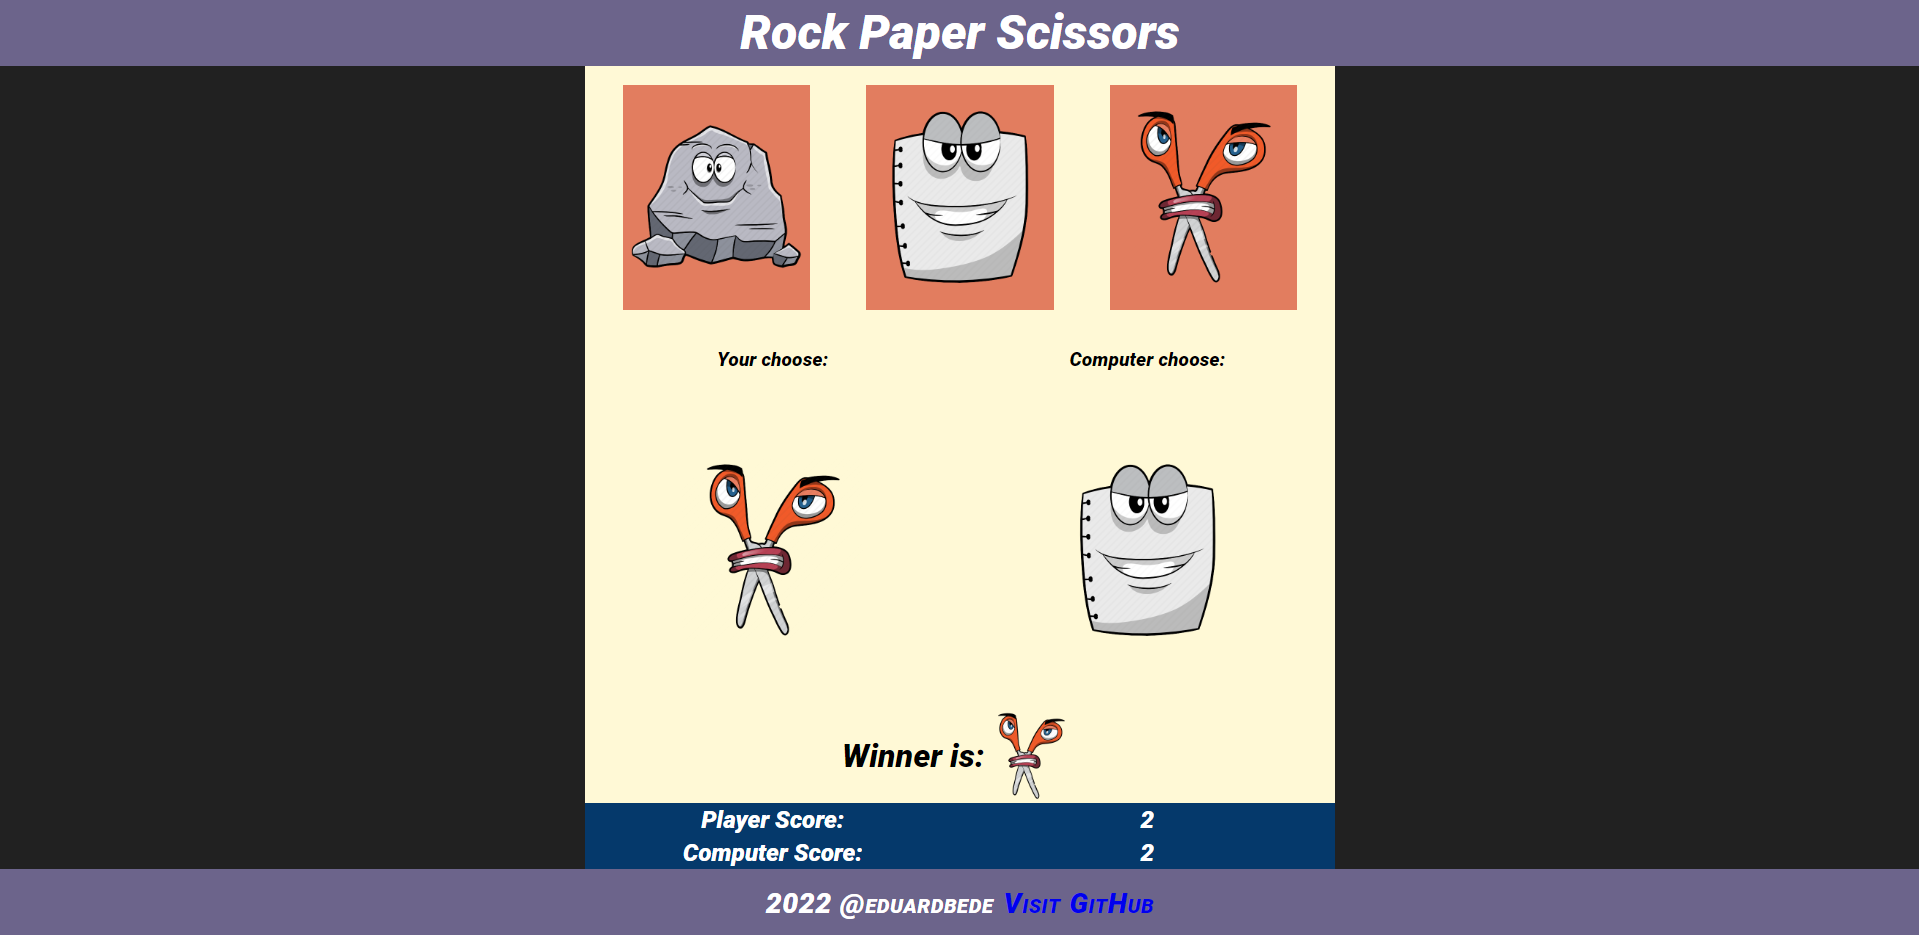 Rock Paper Scissors
Your choose:
Computer choose:
Winner is:
Player Score: 2
Computer Score: 2
2022 @EDUARDBEDE VISIT GITHUB